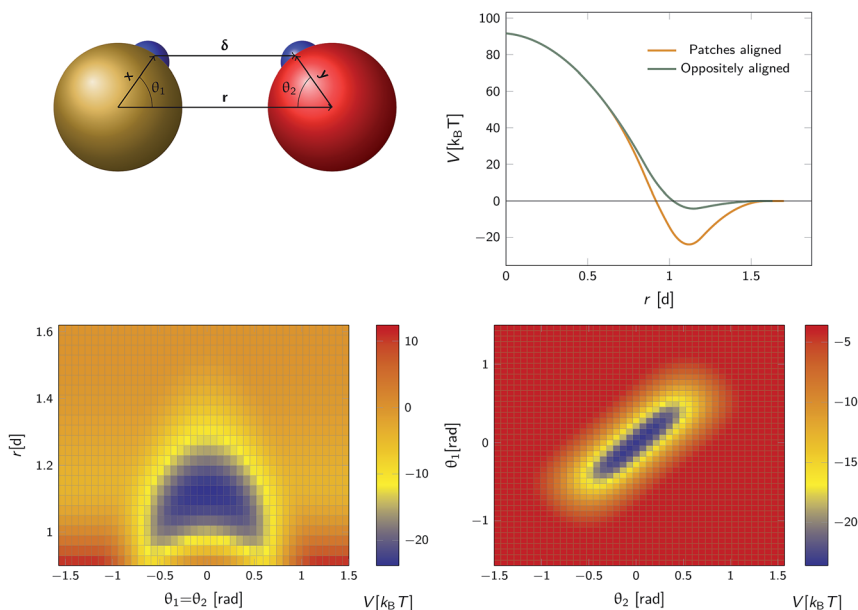 δ
x
θ1
r
θ2
y
100
80
60
40
20
0
−20
0
0.5
1
1.5
V[kBT]
r [d]
Patches aligned
Oppositely aligned
1.6
1.4
1.2
1
r[d]
−1.5
−1
−0.5
0
0.5
1
1.5
θ1=θ2 [rad]
10
0
−10
−20
V[kBT]
1
0
−1
θ1[rad]
−1.5
−1
−0.5
0
0.5
1
1.5
θ2 [rad]
−5
−10
−15
−20
V[kBT]